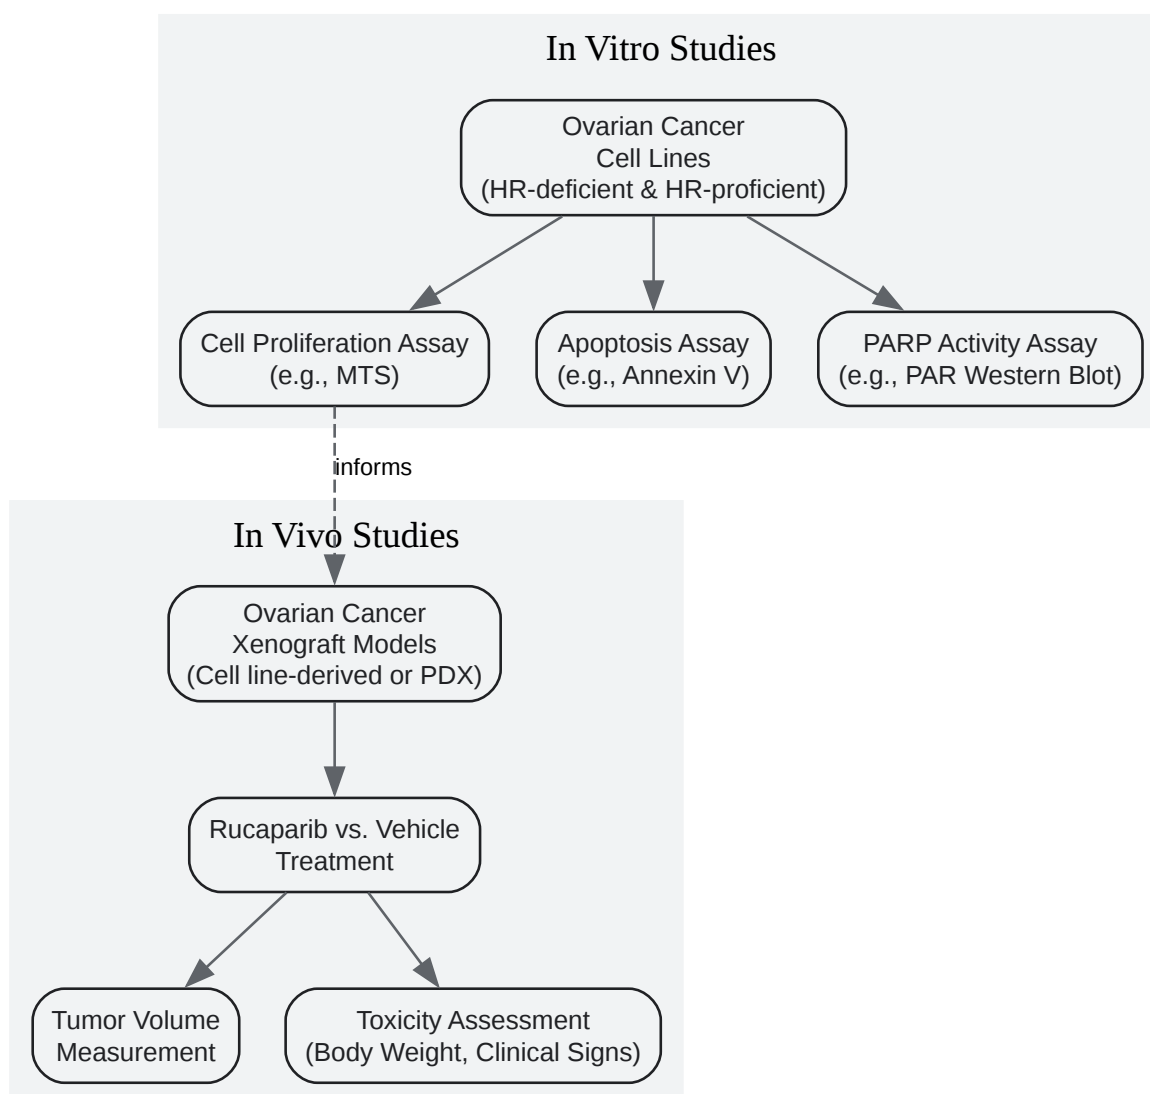 In Vitro Studies
Ovarian Cancer
Cell Lines
(HR-deficient & HR-proficient)
Cell Proliferation Assay
(e.g., MTS)
Apoptosis Assay
(e.g., Annexin V)
PARP Activity Assay
(e.g., PAR Western Blot)
informs
In Vivo Studies
Ovarian Cancer
Xenograft Models
(Cell line-derived or PDX)
Rucaparib vs. Vehicle
Treatment
Tumor Volume
Measurement
Toxicity Assessment
(Body Weight, Clinical Signs)